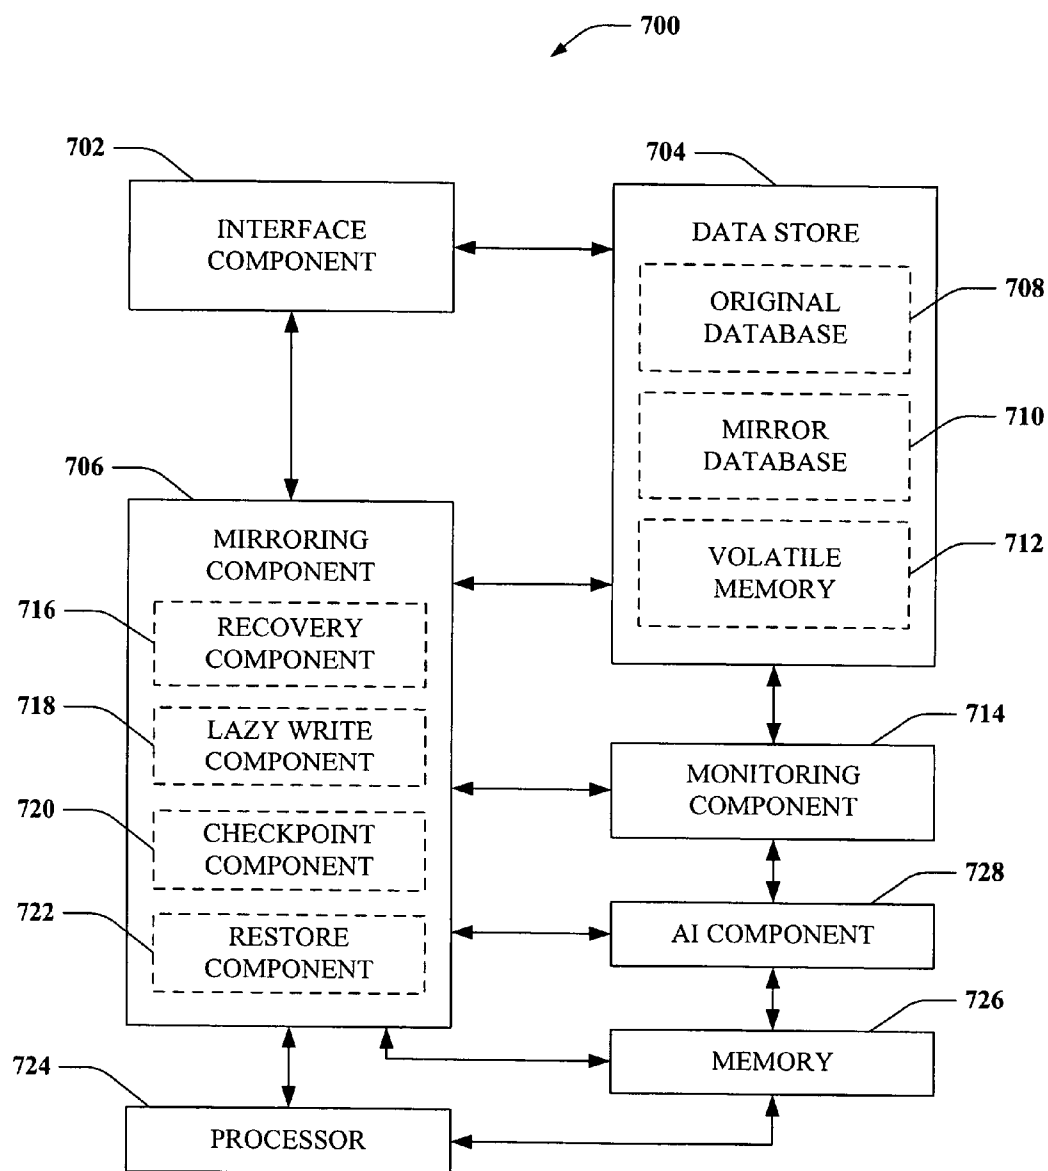 700
702
704
INTERFACE
COMPONENT
DATA STORE
ORIGINAL
DATABASE
708
MIRROR
DATABASE
710
706
MIRRORING
COMPONENT
VOLATILE
MEMORY
712
716
RECOVERY
COMPONENT
718
LAZY WRITE
COMPONENT
714
MONITORING
COMPONENT
720
CHECKPOINT
COMPONENT
728
722
RESTORE
COMPONENT
AI COMPONENT
726
MEMORY
724
PROCESSOR